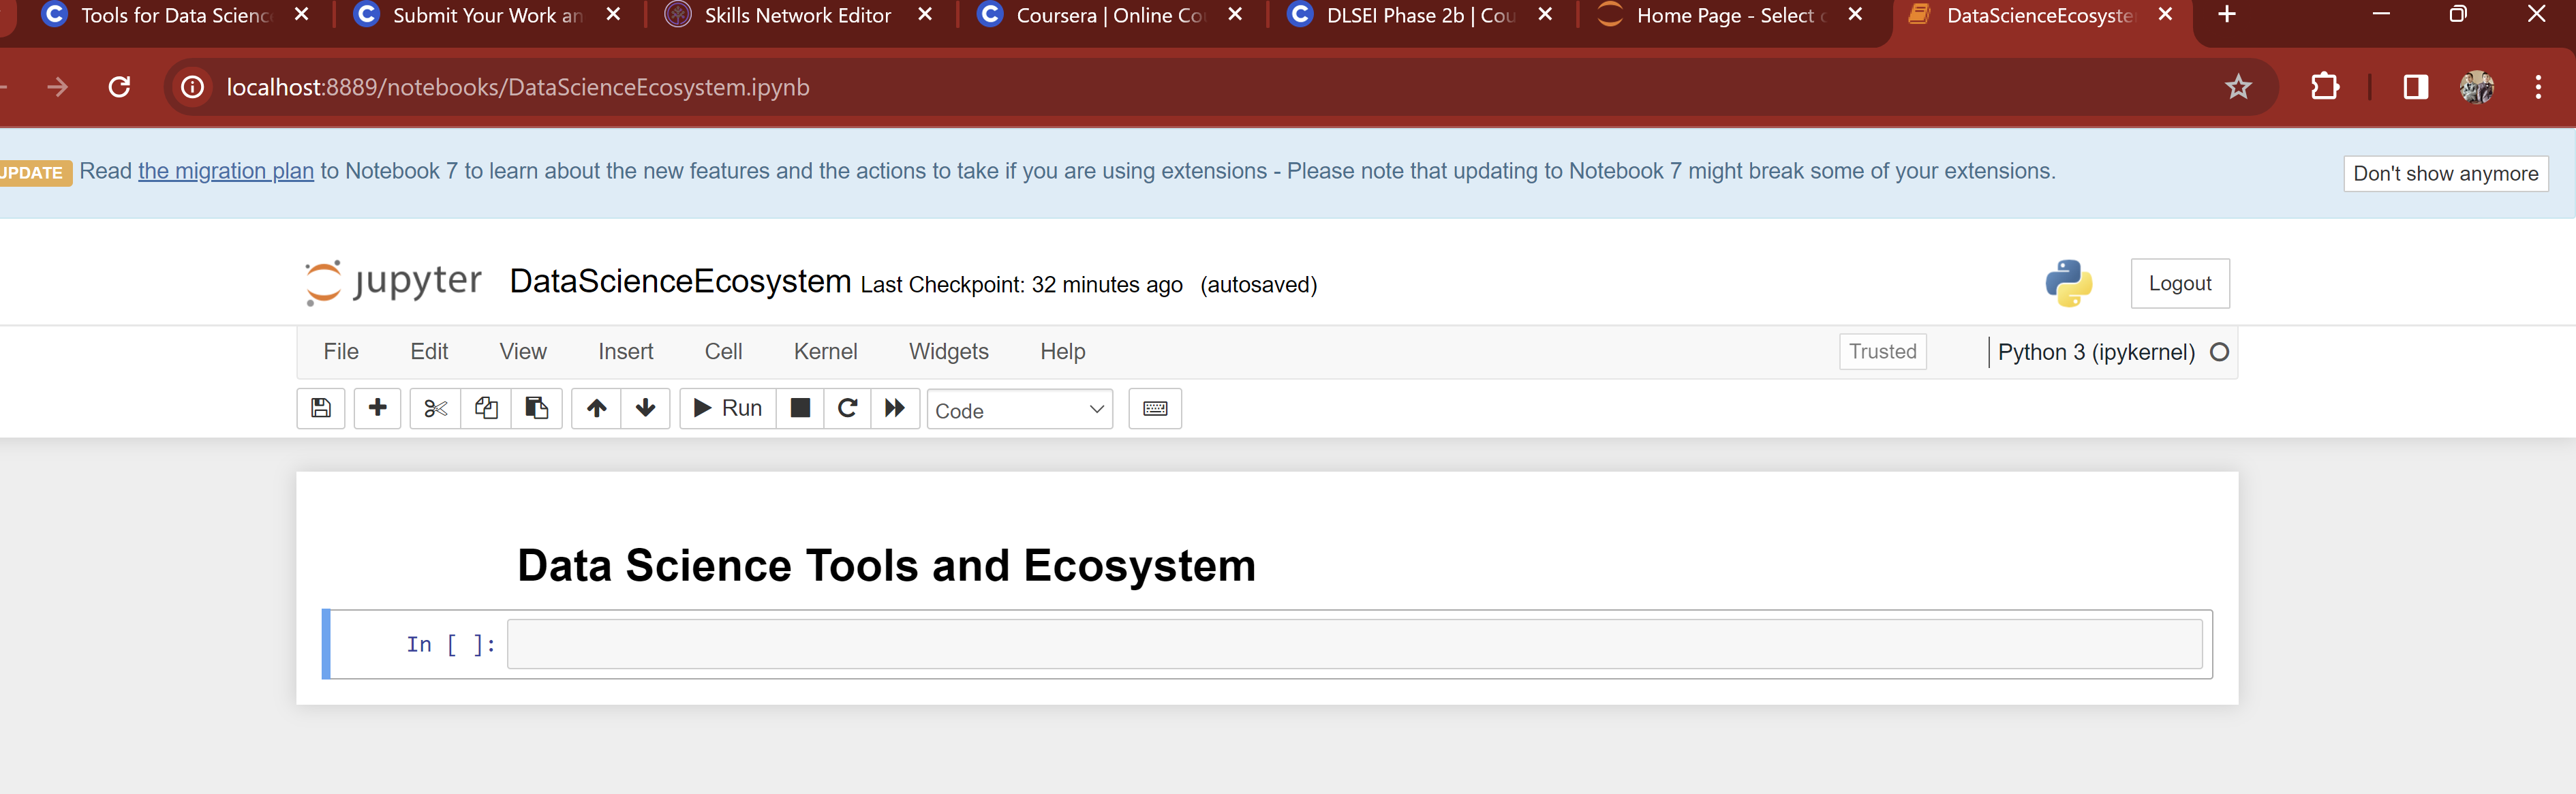 Tools for Data Scienc
Submit Your Work an
Skills Network Editor
Coursera | Online Co
DLSEI Phase 2b | Cou
Home Page - Select
DataScienceEcosyste
localhost:8889/notebooks/DataScienceEcosystem.ipynb
UPDATE Read the migration plan to Notebook 7 to learn about the new features and the actions to take if you are using extensions - Please note that updating to Notebook 7 might break some of your extensions.
Don't show anymore
jupyter DataScienceEcosystem Last Checkpoint: 32 minutes ago (autosaved)
Logout
File Edit View Insert Cell Kernel Widgets Help
Trusted
Python 3 (ipykernel)
Run
Code
Data Science Tools and Ecosystem
In [ ]: